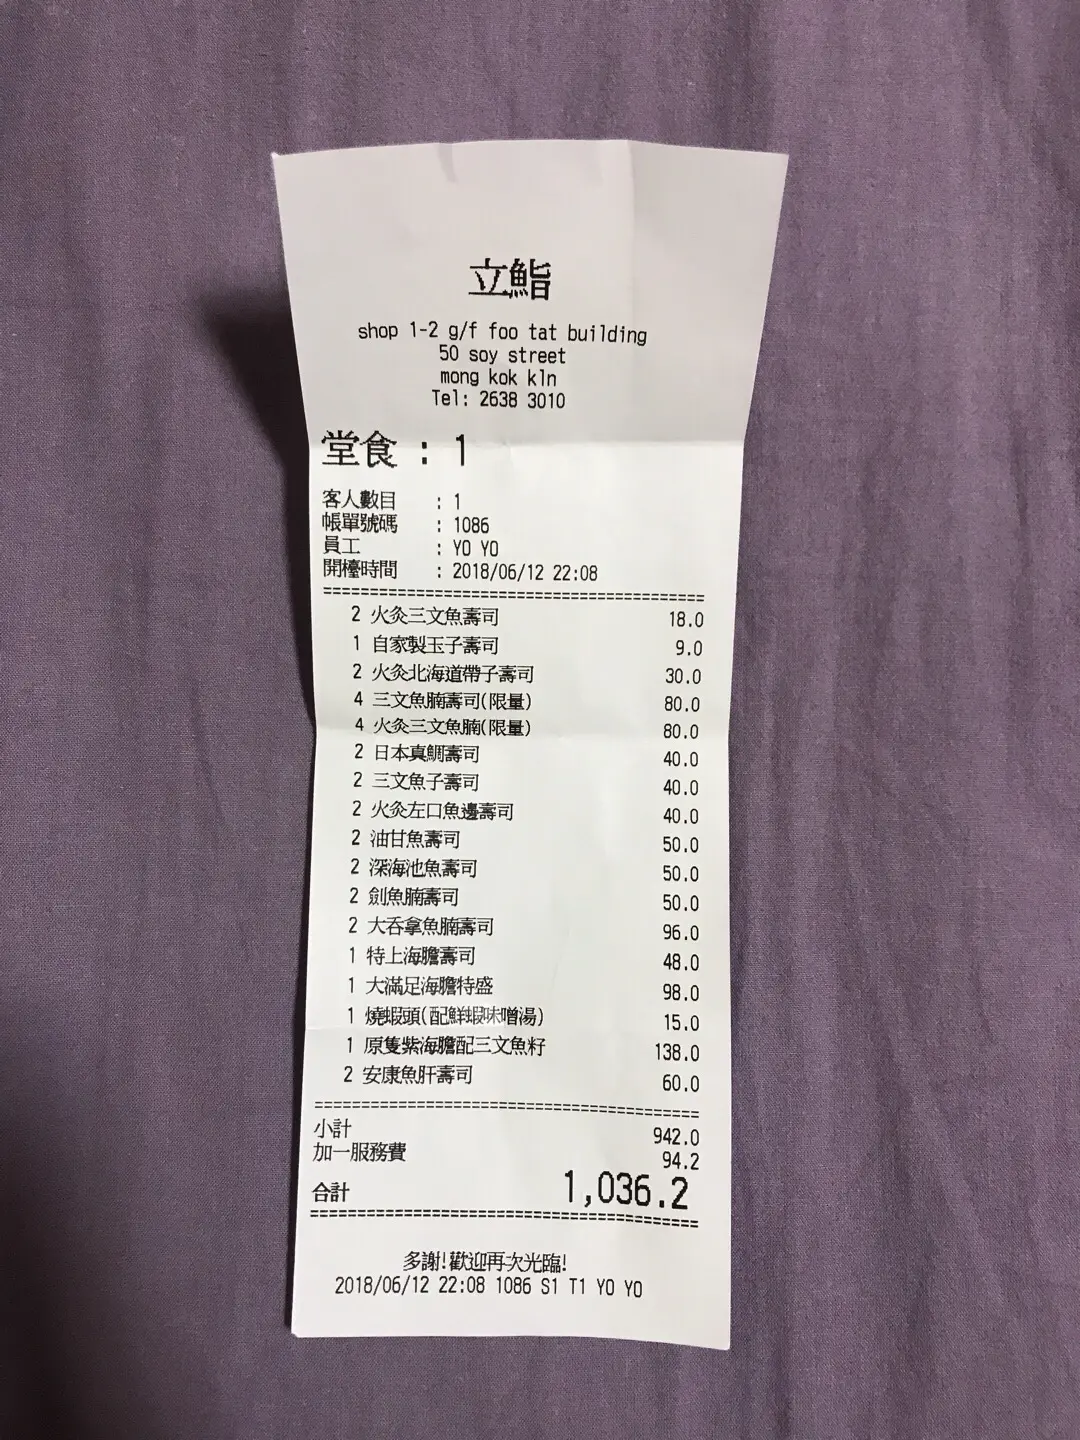 立鮨
shop 1-2 g/f foo tat building
50 soy street
mong kok kln
Tel: 2638 3010
堂食 : 1
客人數目 : 1
帳單號碼 : 1086
員工 : YO YO
開檯時間 : 2018/06/12 22:08
2 火灸三文魚壽司 18.0
1 自家製玉子壽司 9.0
2 火灸北海道帶子壽司 30.0
4 三文魚腩壽司(限量) 80.0
4 火灸三文魚腩(限量) 80.0
2 日本真鯛壽司 40.0
2 三文魚子壽司 40.0
2 火灸左口魚邊壽司 40.0
2 油甘魚壽司 50.0
2 深海池魚壽司 50.0
2 劍魚腩壽司 50.0
2 大吞拿魚腩壽司 96.0
1 特上海膽壽司 48.0
1 大滿足海膽特盛 98.0
1 燒蝦頭(配鮮蝦味噌湯) 15.0
1 原隻紫海膽配三文魚籽 138.0
2 安康魚肝壽司 60.0
小計 942.0
加一服務費 94.2
合計 1,036.2
多謝!歡迎再次光臨!
2018/06/12 22:08 1086 S1 T1 YO YO